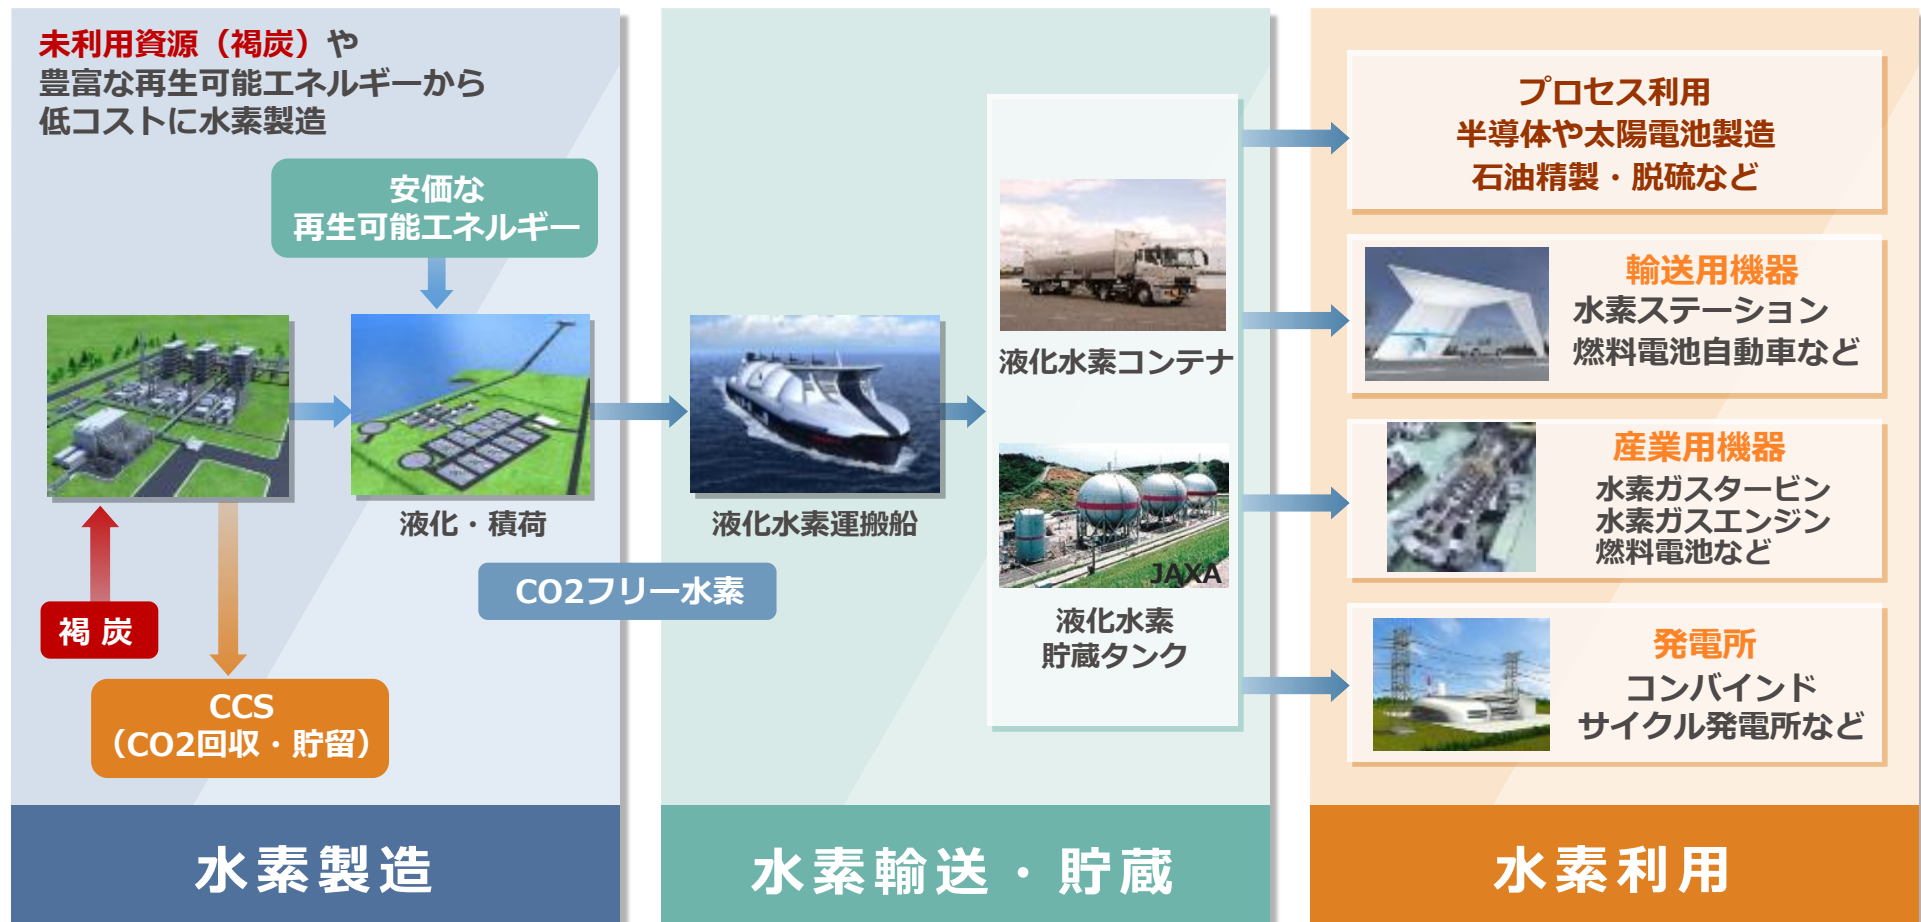 未利用資源（褐炭）や
豊富な再生可能エネルギーから
低コストに水素製造
安価な
再生可能エネルギー
液化・積荷
褐 炭
CCS
（CO2回収・貯留）
CO2フリー水素
水素製造
液化水素運搬船
液化水素コンテナ
JAXA
液化水素
貯蔵タンク
水素輸送・貯蔵
プロセス利用
半導体や太陽電池製造
石油精製・脱硫など
輸送用機器
水素ステーション
燃料電池自動車など
産業用機器
水素ガスタービン
水素ガスエンジン
燃料電池など
発電所
コンバインド
サイクル発電所など
水素利用